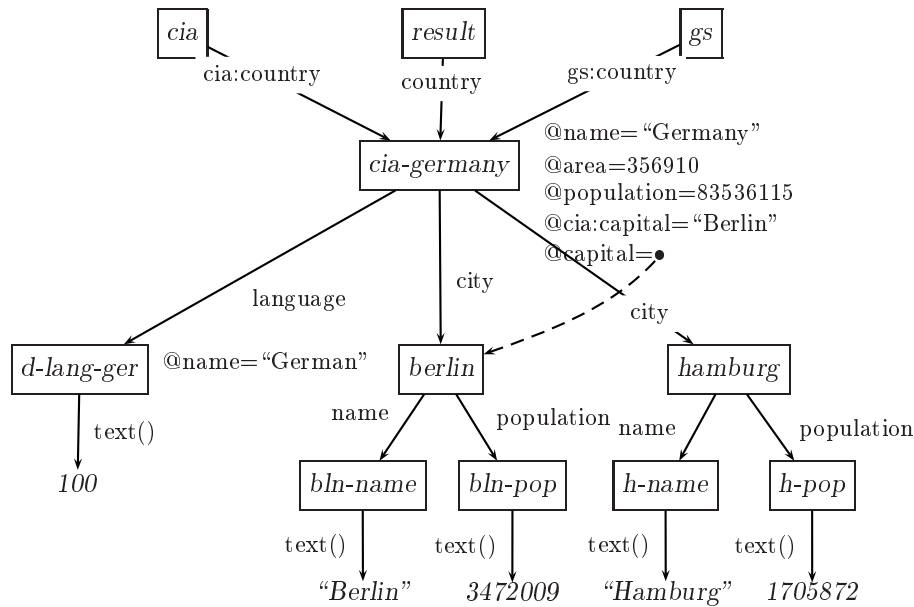 cia result gs
cia:country country gs:country
cia-germany
@name=“Germany”
@area=356910
@population=83536115
@cia:capital=“Berlin”
@capital=
language city city
d-lang-ger @name=“German” berlin hamburg
text() name population name population
100 bln-name bln-pop h-name h-pop
text() text() text() text()
“Berlin” 3472009 “Hamburg” 1705872